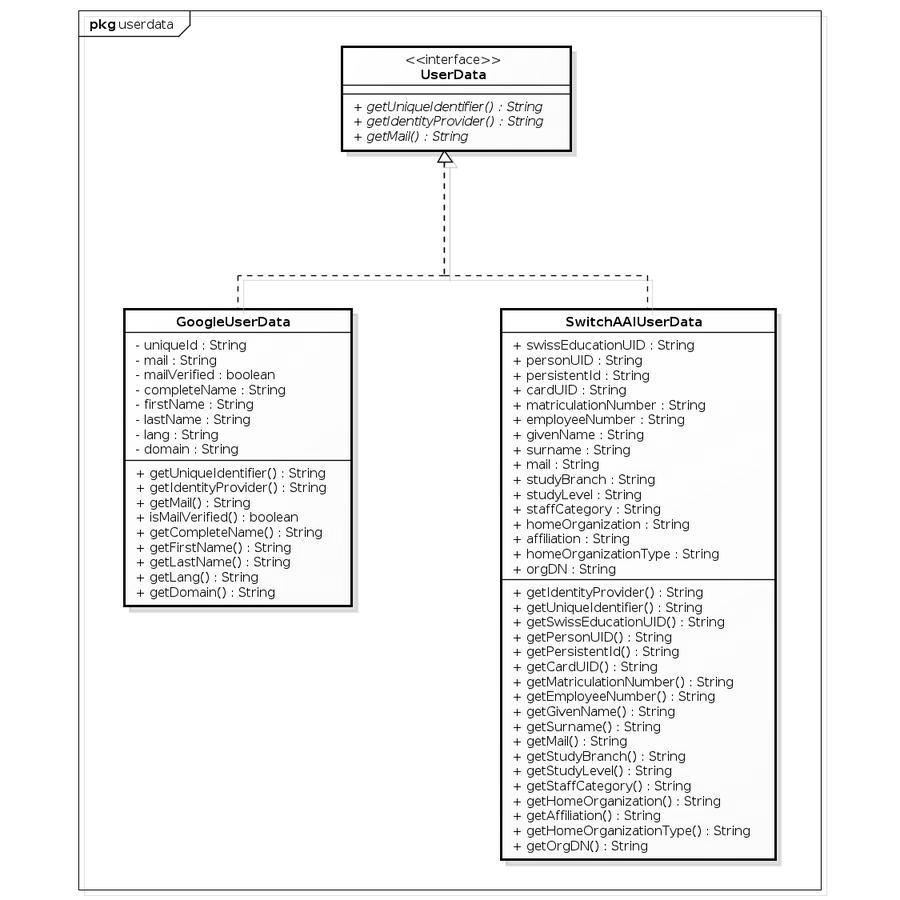 pkg userdata
<<interface>>
UserData
+ getUniqueIdentifier() : String
+ getIdentityProvider() : String
+ getMail() : String
GoogleUserData
- uniqueId : String
- mail : String
- mailVerified : boolean
- completeName : String
- firstName : String
- lastName : String
- lang : String
- domain : String
+ getUniqueIdentifier() : String
+ getIdentityProvider() : String
+ getMail() : String
+ isMailVerified() : boolean
+ getCompleteName() : String
+ getFirstName() : String
+ getLastName() : String
+ getLang() : String
+ getDomain() : String
SwitchAAIUserData
+ swissEducationUID : String
+ personUID : String
+ persistentId : String
+ cardUID : String
+ matriculationNumber : String
+ employeeNumber : String
+ givenName : String
+ surname : String
+ mail : String
+ studyBranch : String
+ studyLevel : String
+ staffCategory : String
+ homeOrganization : String
+ affiliation : String
+ homeOrganizationType : String
+ orgDN : String
+ getIdentityProvider() : String
+ getUniqueIdentifier() : String
+ getSwissEducationUID() : String
+ getPersonUID() : String
+ getPersistentId() : String
+ getCardUID() : String
+ getMatriculationNumber() : String
+ getEmployeeNumber() : String
+ getGivenName() : String
+ getSurname() : String
+ getMail() : String
+ getStudyBranch() : String
+ getStudyLevel() : String
+ getStaffCategory() : String
+ getHomeOrganization() : String
+ getAffiliation() : String
+ getHomeOrganizationType() : String
+ getOrgDN() : String